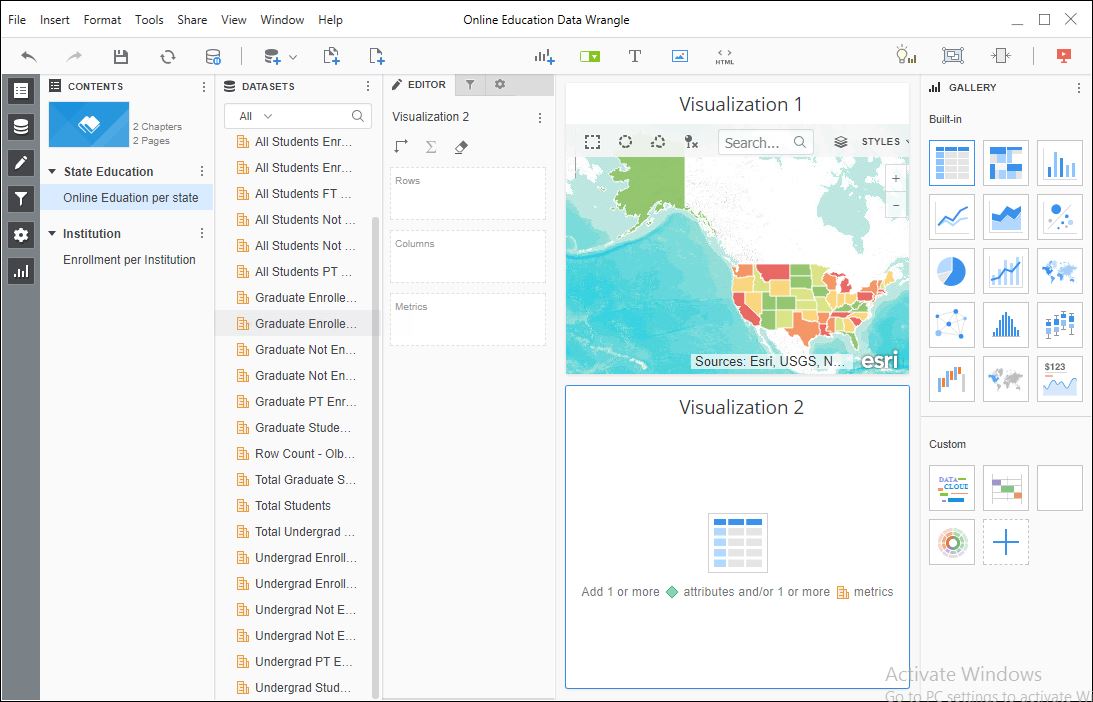 File Insert Format Tools Share View Window Help
Online Education Data Wrangle
HTML
CONTENTS
2 Chapters
2 Pages
State Education
Online Eduation per state
Institution
Enrollment per Institution
DATASETS
All
All Students Enr...
All Students Enr...
All Students FT ...
All Students Not ...
All Students Not ...
All Students PT ...
Graduate Enrolle...
Graduate Enrolle...
Graduate Not En...
Graduate Not En...
Graduate PT Enr...
Graduate Stude...
Row Count - Olb...
Total Graduate S...
Total Students
Total Undergrad ...
Undergrad Enroll...
Undergrad Enroll...
Undergrad Not E...
Undergrad Not E...
Undergrad PT E...
Undergrad Stud...
EDITOR
Visualization 2
Rows
Columns
Metrics
Visualization 1
Search...
STYLES
+
−
Sources: Esri, USGS, N...
esri
Visualization 2
Add 1 or more attributes and/or 1 or more metrics
GALLERY
Built-in
$123
Custom
DATA
CLOUD
Activate Windows
Go to PC settings to activate Wi